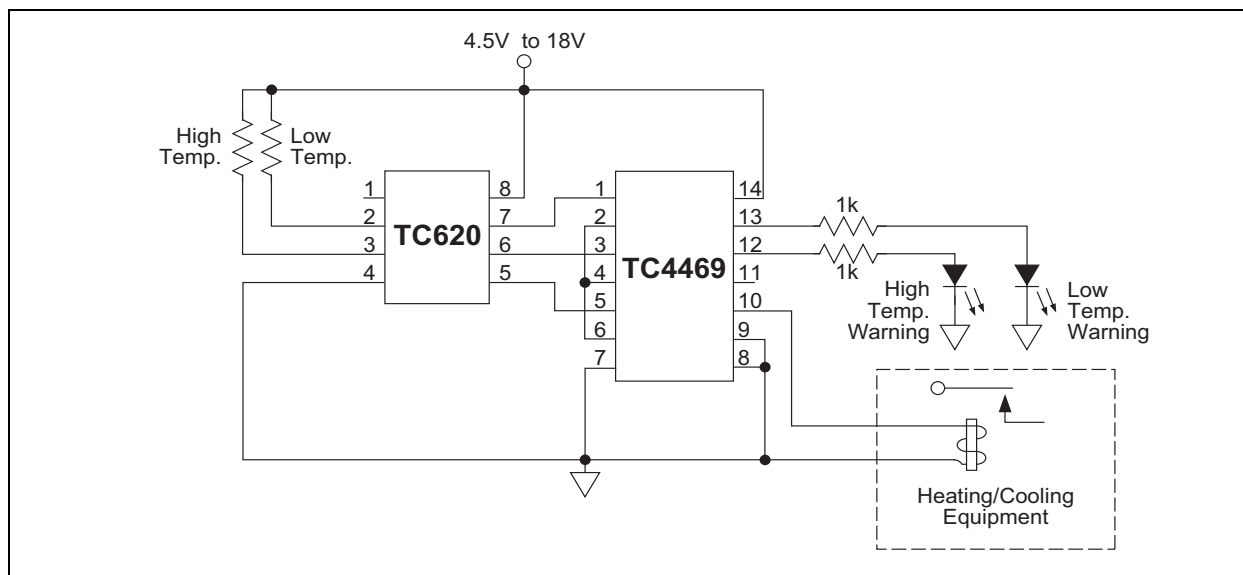 4.5V to 18V
High
Temp.
Low
Temp.
1
2
3
4
TC620
8
7
6
5
1
2
3
4
5
6
7
TC4469
14
13
12
11
10
9
8
1k
1k
High
Temp.
Warning
Low
Temp.
Warning
Heating/Cooling
Equipment